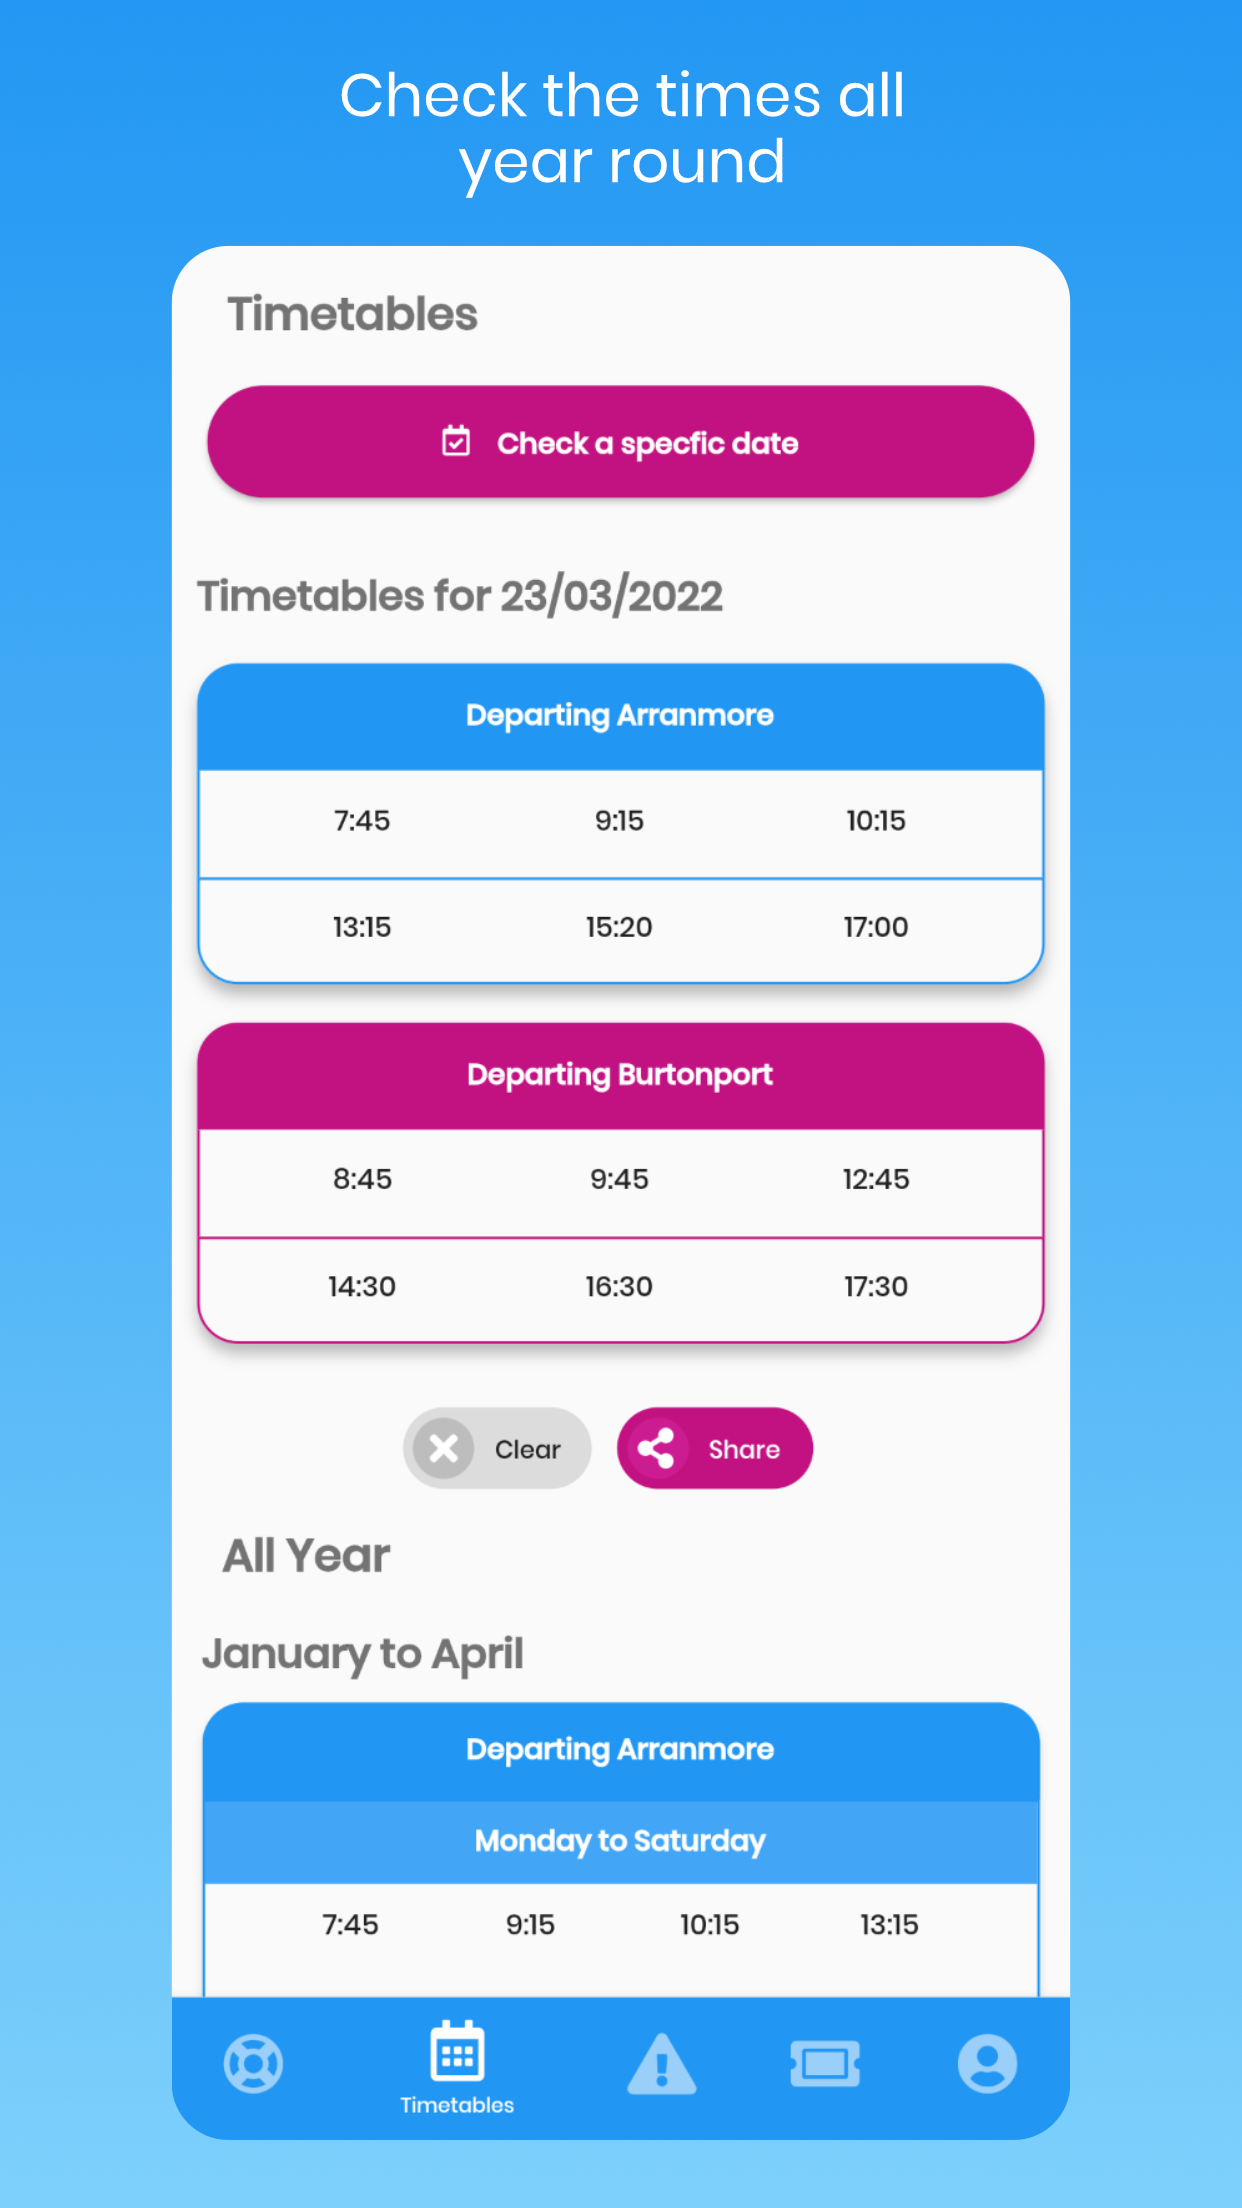 Check the times all
year round
Timetables
Check a specfic date
Timetables for 23/03/2022
Departing Arranmore
7:45 9:15 10:15
13:15 15:20 17:00
Departing Burtonport
8:45 9:45 12:45
14:30 16:30 17:30
Clear Share
All Year
January to April
Departing Arranmore
Monday to Saturday
7:45 9:15 10:15 13:15
Timetables